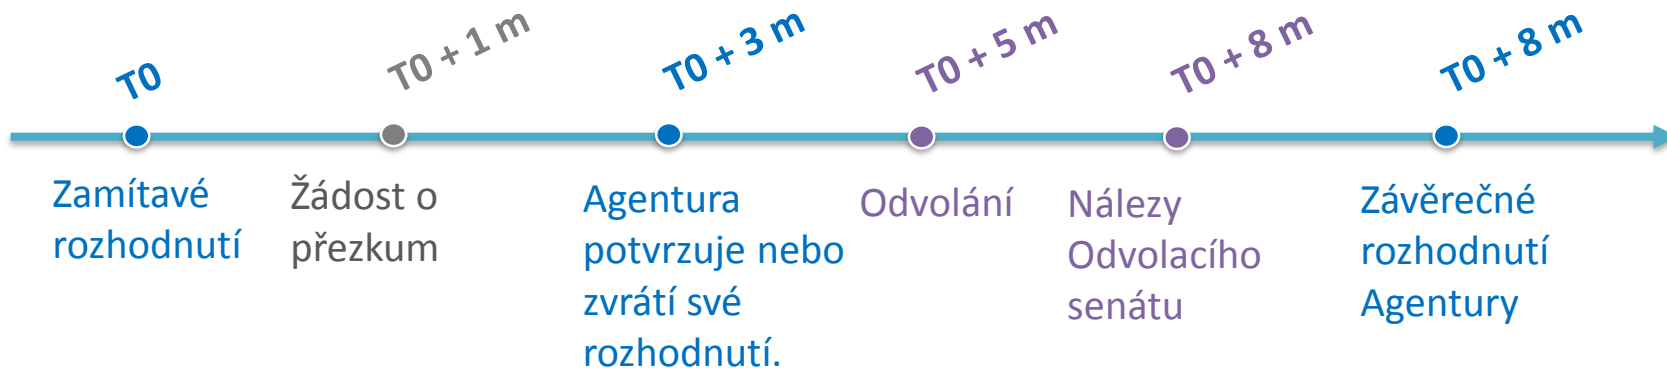 T0
T0 + 1 m
T0 + 3 m
T0 + 5 m
T0 + 8 m
T0 + 8 m
Zamítavé
rozhodnutí
Žádost o
přezkum
Agentura
potvrzuje nebo
zvrátí své
rozhodnutí.
Odvolání
Nálezy
Odvolacího
senátu
Závěrečné
rozhodnutí
Agentury